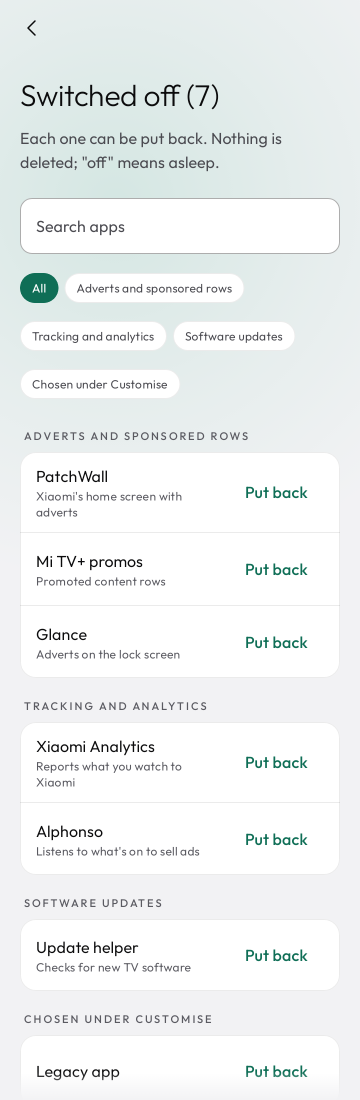 Switched off (7)
Each one can be put back. Nothing is
deleted; "off" means asleep.
Search apps
All
Adverts and sponsored rows
Tracking and analytics
Software updates
Chosen under Customise
ADVERTS AND SPONSORED ROWS
PatchWall
Xiaomi's home screen with
adverts
Put back
Mi TV+ promos
Promoted content rows
Put back
Glance
Adverts on the lock screen
Put back
TRACKING AND ANALYTICS
Xiaomi Analytics
Reports what you watch to
Xiaomi
Put back
Alphonso
Listens to what's on to sell ads
Put back
SOFTWARE UPDATES
Update helper
Checks for new TV software
Put back
CHOSEN UNDER CUSTOMISE
Legacy app
Put back